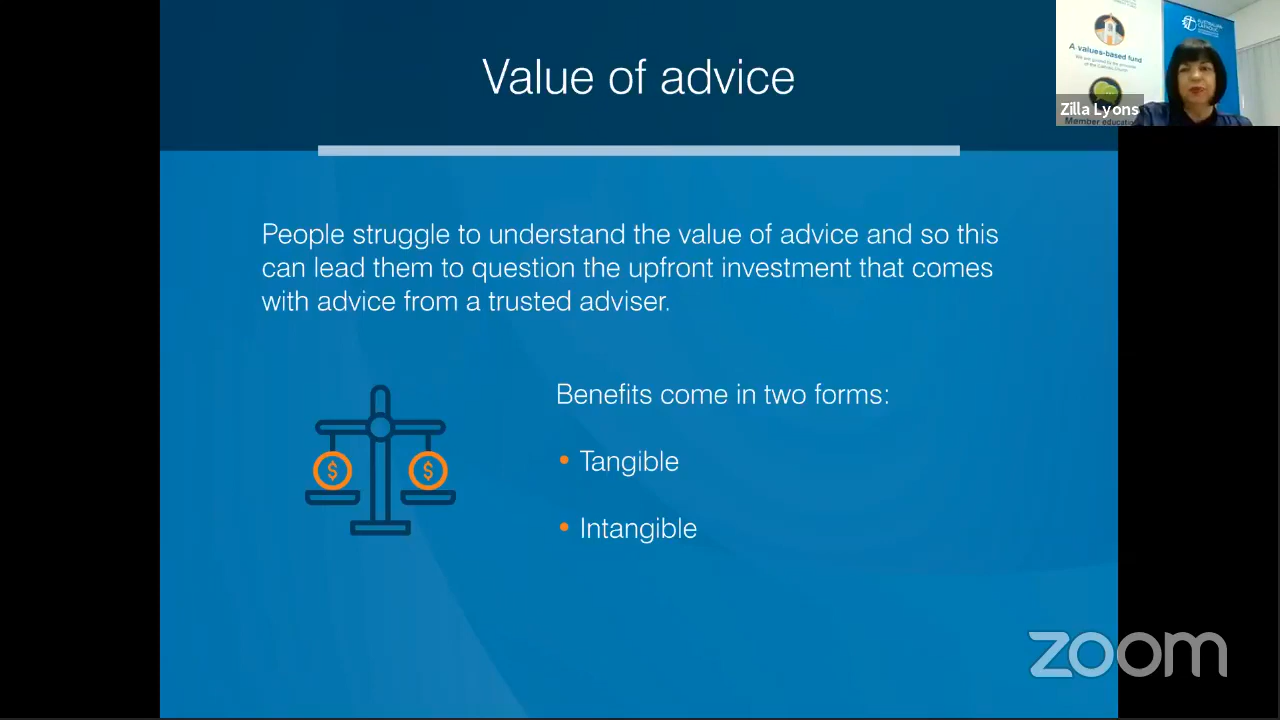 Value of advice
People struggle to understand the value of advice and so this
can lead them to question the upfront investment that comes
with advice from a trusted adviser.
Benefits come in two forms:
• Tangible
• Intangible
$
$
A values-based fund
Zilla Lyons
Member education
AUSTRALIAN
CATHOLIC
zoom